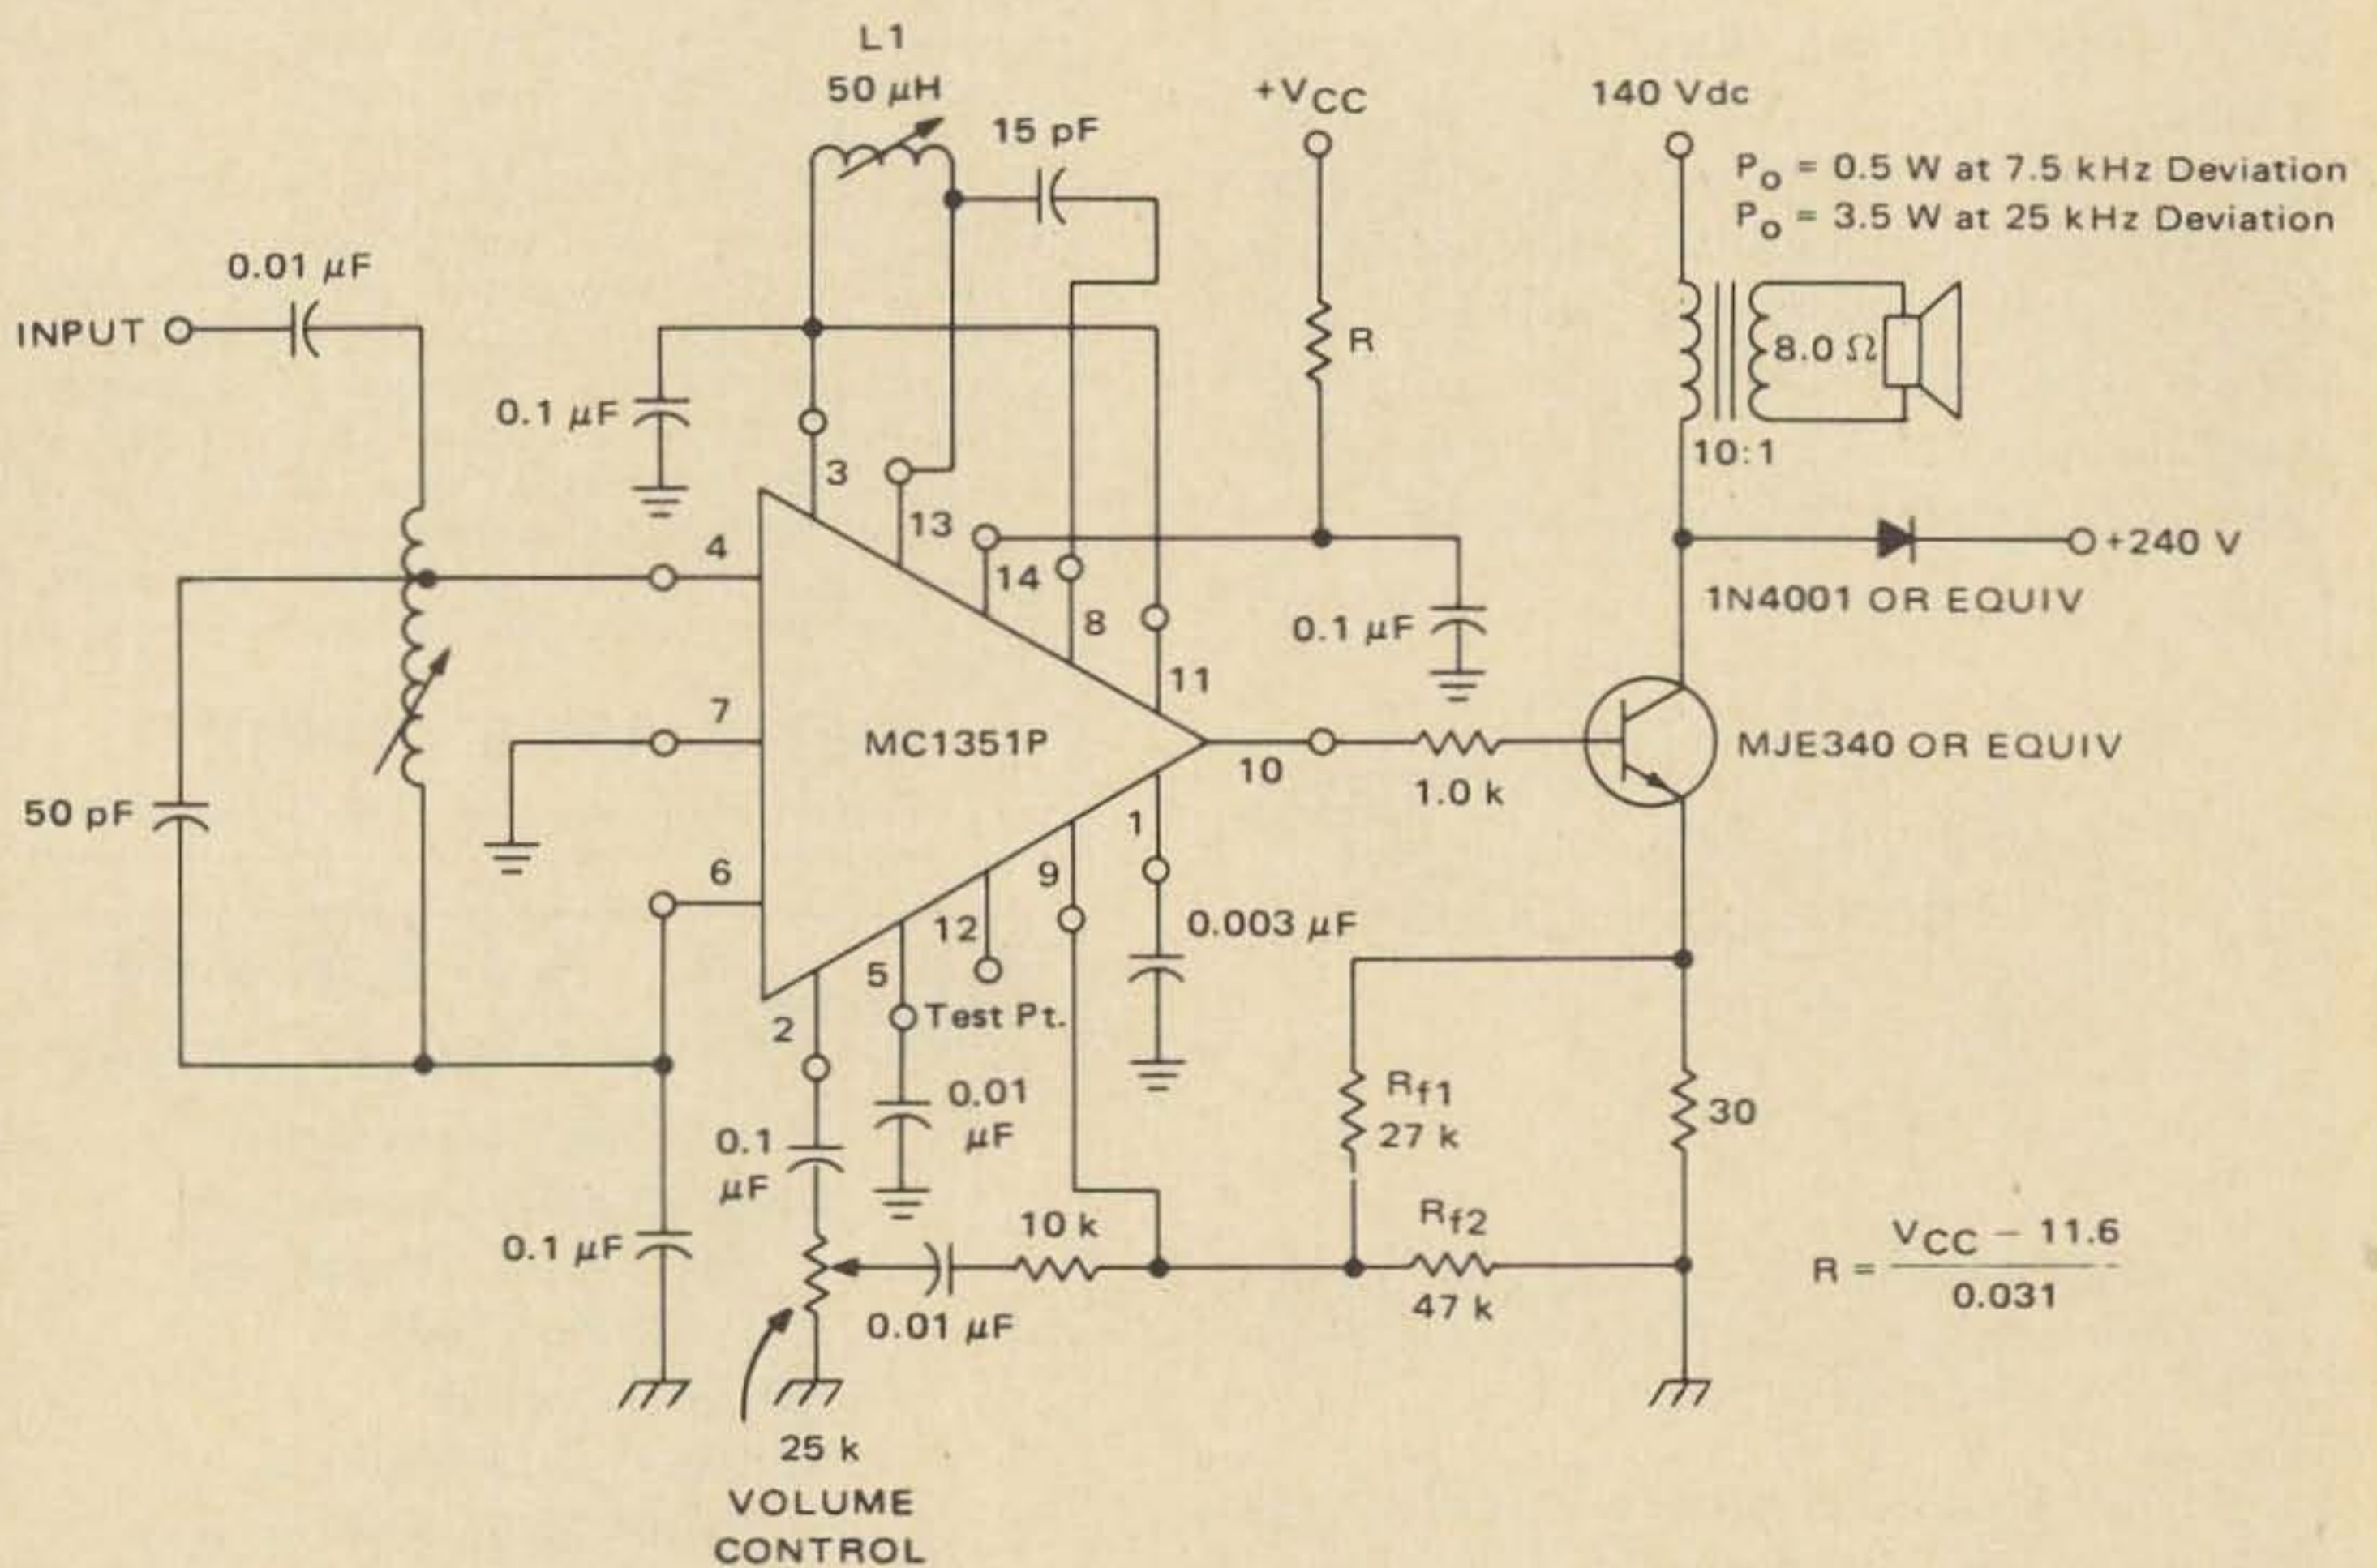 L1
50 μH
15 pF
+VCC
140 Vdc
Po = 0.5 W at 7.5 kHz Deviation
Po = 3.5 W at 25 kHz Deviation
0.01 μF
INPUT
R
8.0 Ω
0.1 μF
10:1
3
13
14
8
11
+240 V
1N4001 OR EQUIV
4
0.1 μF
7
MC1351P
10
1.0 k
MJE340 OR EQUIV
50 pF
6
1
9
12
5
2
0.003 μF
Test Pt.
0.01
μF
0.1
μF
Rf1
27 k
30
0.1 μF
10 k
Rf2
47 k
0.01 μF
R = VCC – 11.6
0.031
25 k
VOLUME
CONTROL